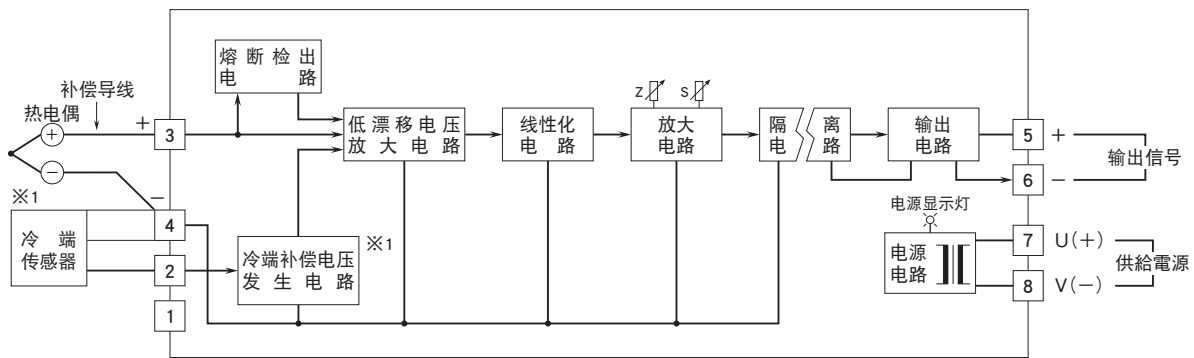 熔断检出
电路
补偿导线
热电偶
+
+
3
−
−
※1
冷端
传感器
4
2
1
低漂移电压
放大电路
冷端补偿电压
发生电路
※1
线性化
电路
Z
S
放大
电路
隔离
电路
输出
电路
5
+
6
−
输出信号
电源显示灯
电源
电路
7
U(+)
8
V(−)
供給電源